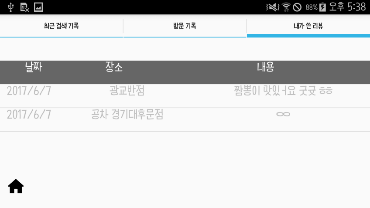 88% 오후 5:38
최근 검색 기록 방문 기록 내가 쓴 리뷰
날짜 장소 내용
2017/6/7 광교반점 짬뽕이 맛있어요 굿굿 ㅎㅎ
2017/6/7 공차 경기대후문점